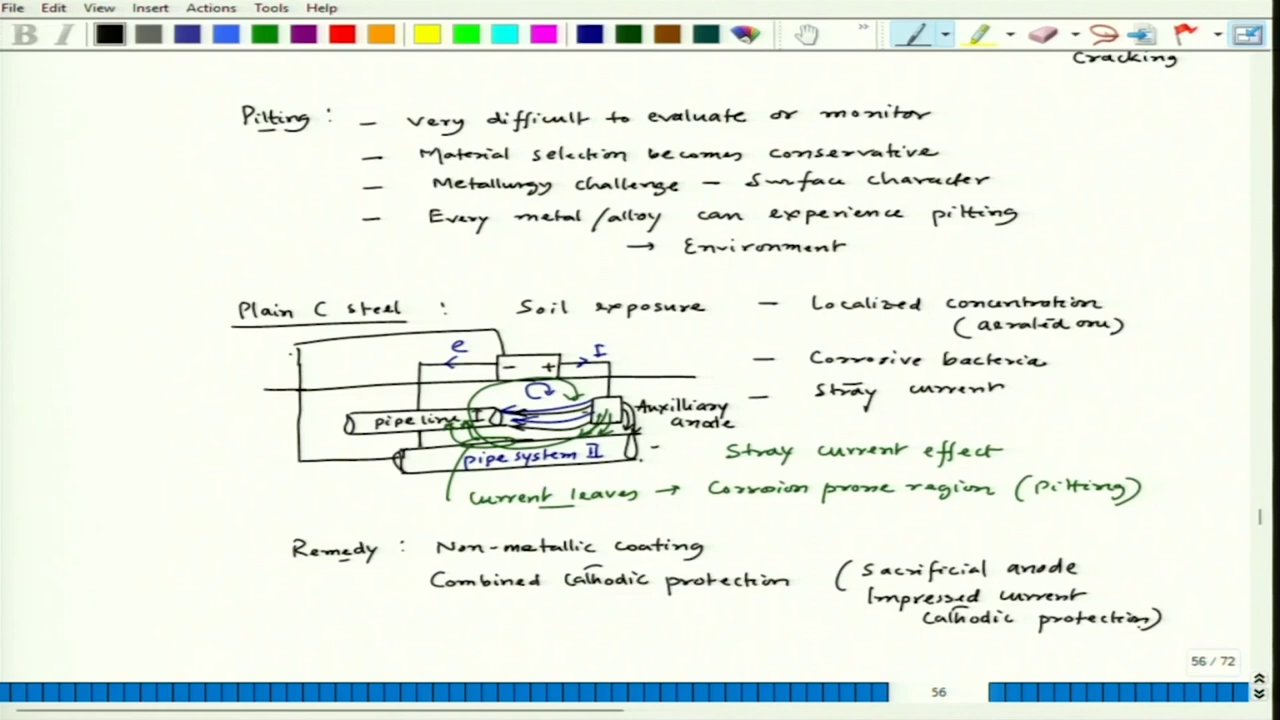 File Edit View Insert Actions Tools Help
B I
»
Cracking
Pitting : – very difficult to evaluate or monitor
– Material selection becomes conservative
– Metallurgy challenge – Surface character
– Every metal/alloy can experience pitting
→ Environment
Plain C steel : Soil exposure – Localized concentration
(aerated one)
– Corrosive bacteria
– Stray current
e – + I
pipe line I
Auxilliary
anode
pipe system II
Stray current effect
Current leaves → Corrosion prone region (Pitting)
Remedy : Non-metallic coating
Combined Cathodic protection (Sacrificial anode
Impressed current
Cathodic protection)
56 / 72
56